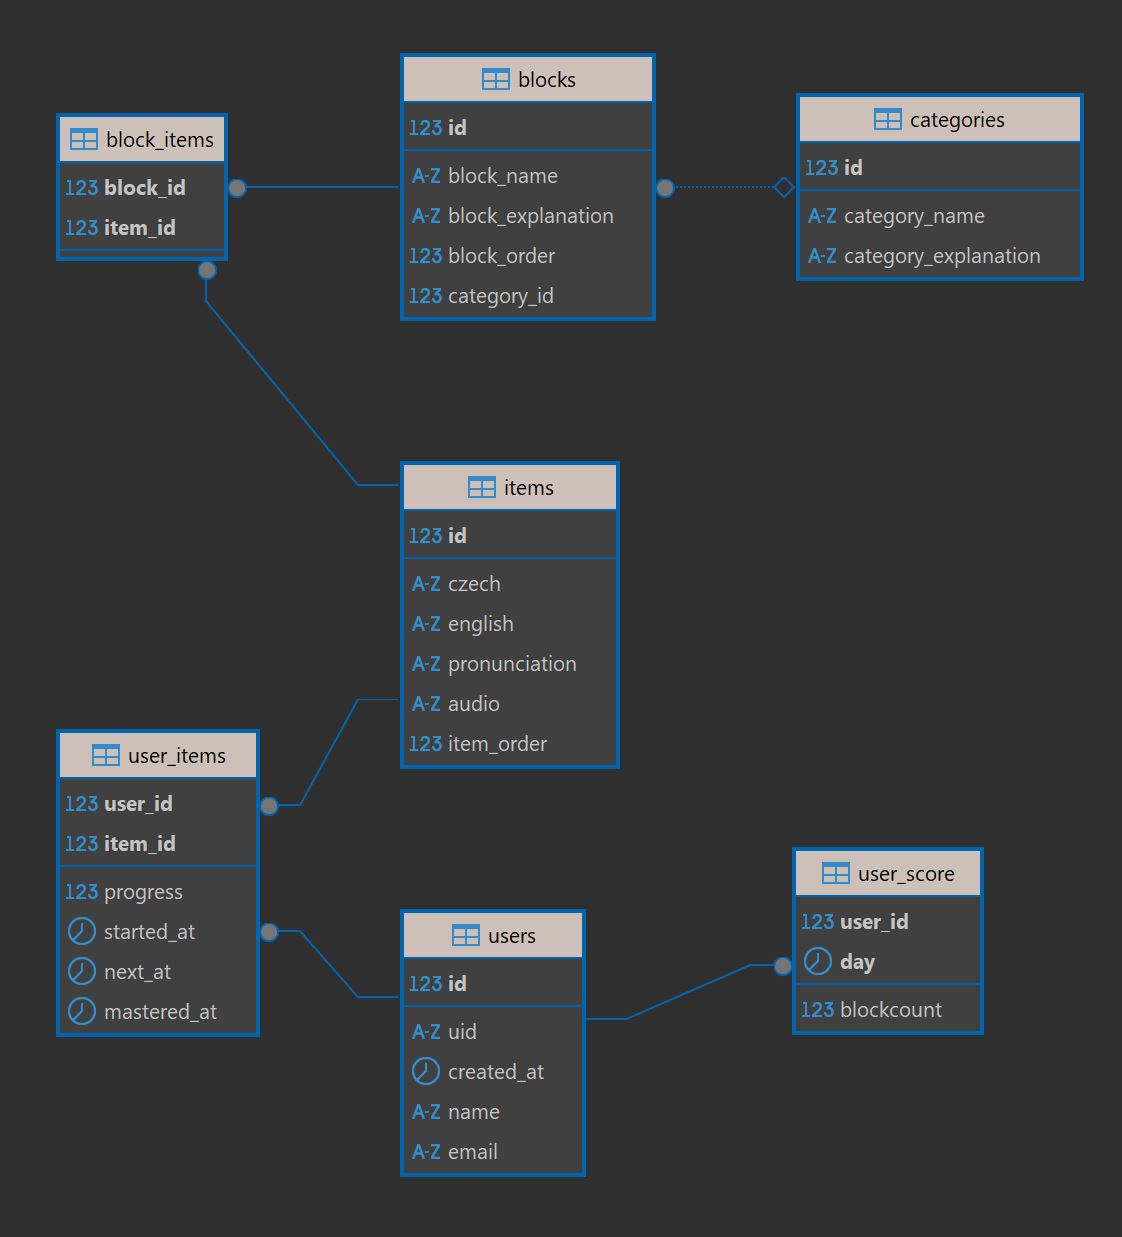 blocks
123 id
A-Z block_name
A-Z block_explanation
123 block_order
123 category_id
block_items
123 block_id
123 item_id
categories
123 id
A-Z category_name
A-Z category_explanation
items
123 id
A-Z czech
A-Z english
A-Z pronunciation
A-Z audio
123 item_order
user_items
123 user_id
123 item_id
123 progress
started_at
next_at
mastered_at
users
123 id
A-Z uid
created_at
A-Z name
A-Z email
user_score
123 user_id
day
123 blockcount